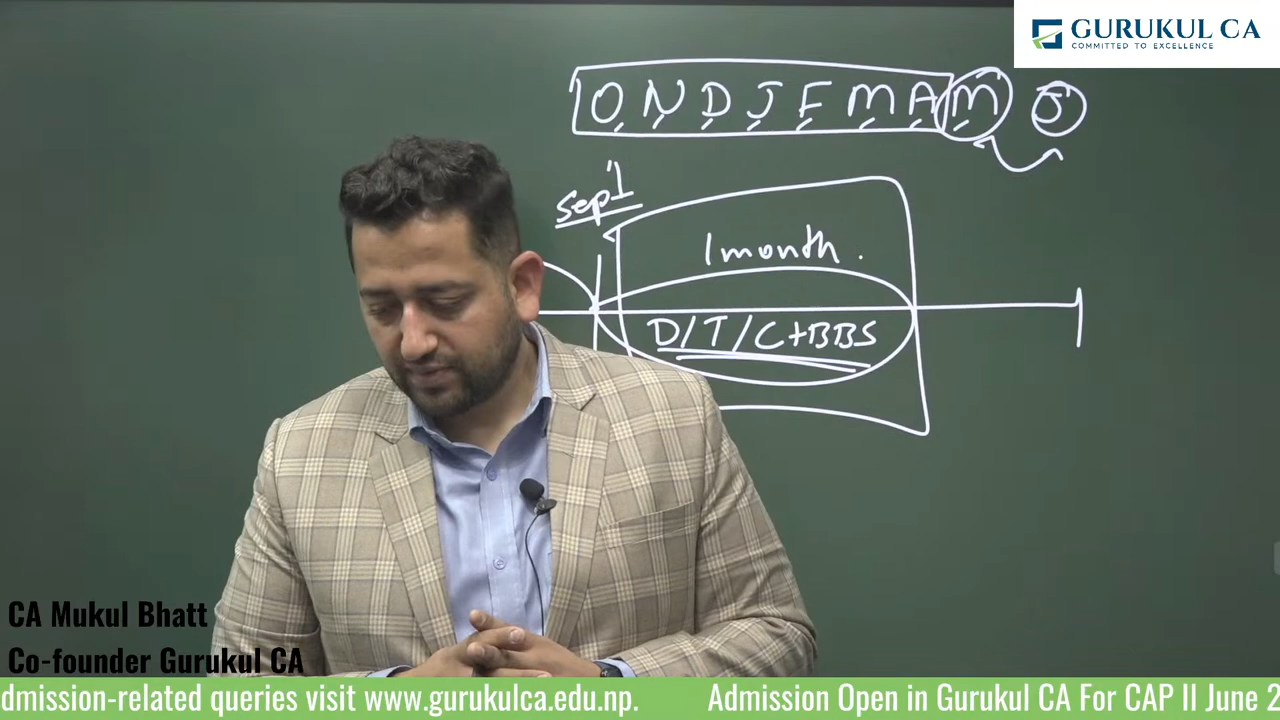 GURUKUL CA
COMMITTED TO EXCELLENCE
O N D J F M A M J
Sep 1
1 month.
D/T/C+BBS
CA Mukul Bhatt
Co-founder Gurukul CA
dmission-related queries visit www.gurukulca.edu.np. Admission Open in Gurukul CA For CAP II June 2